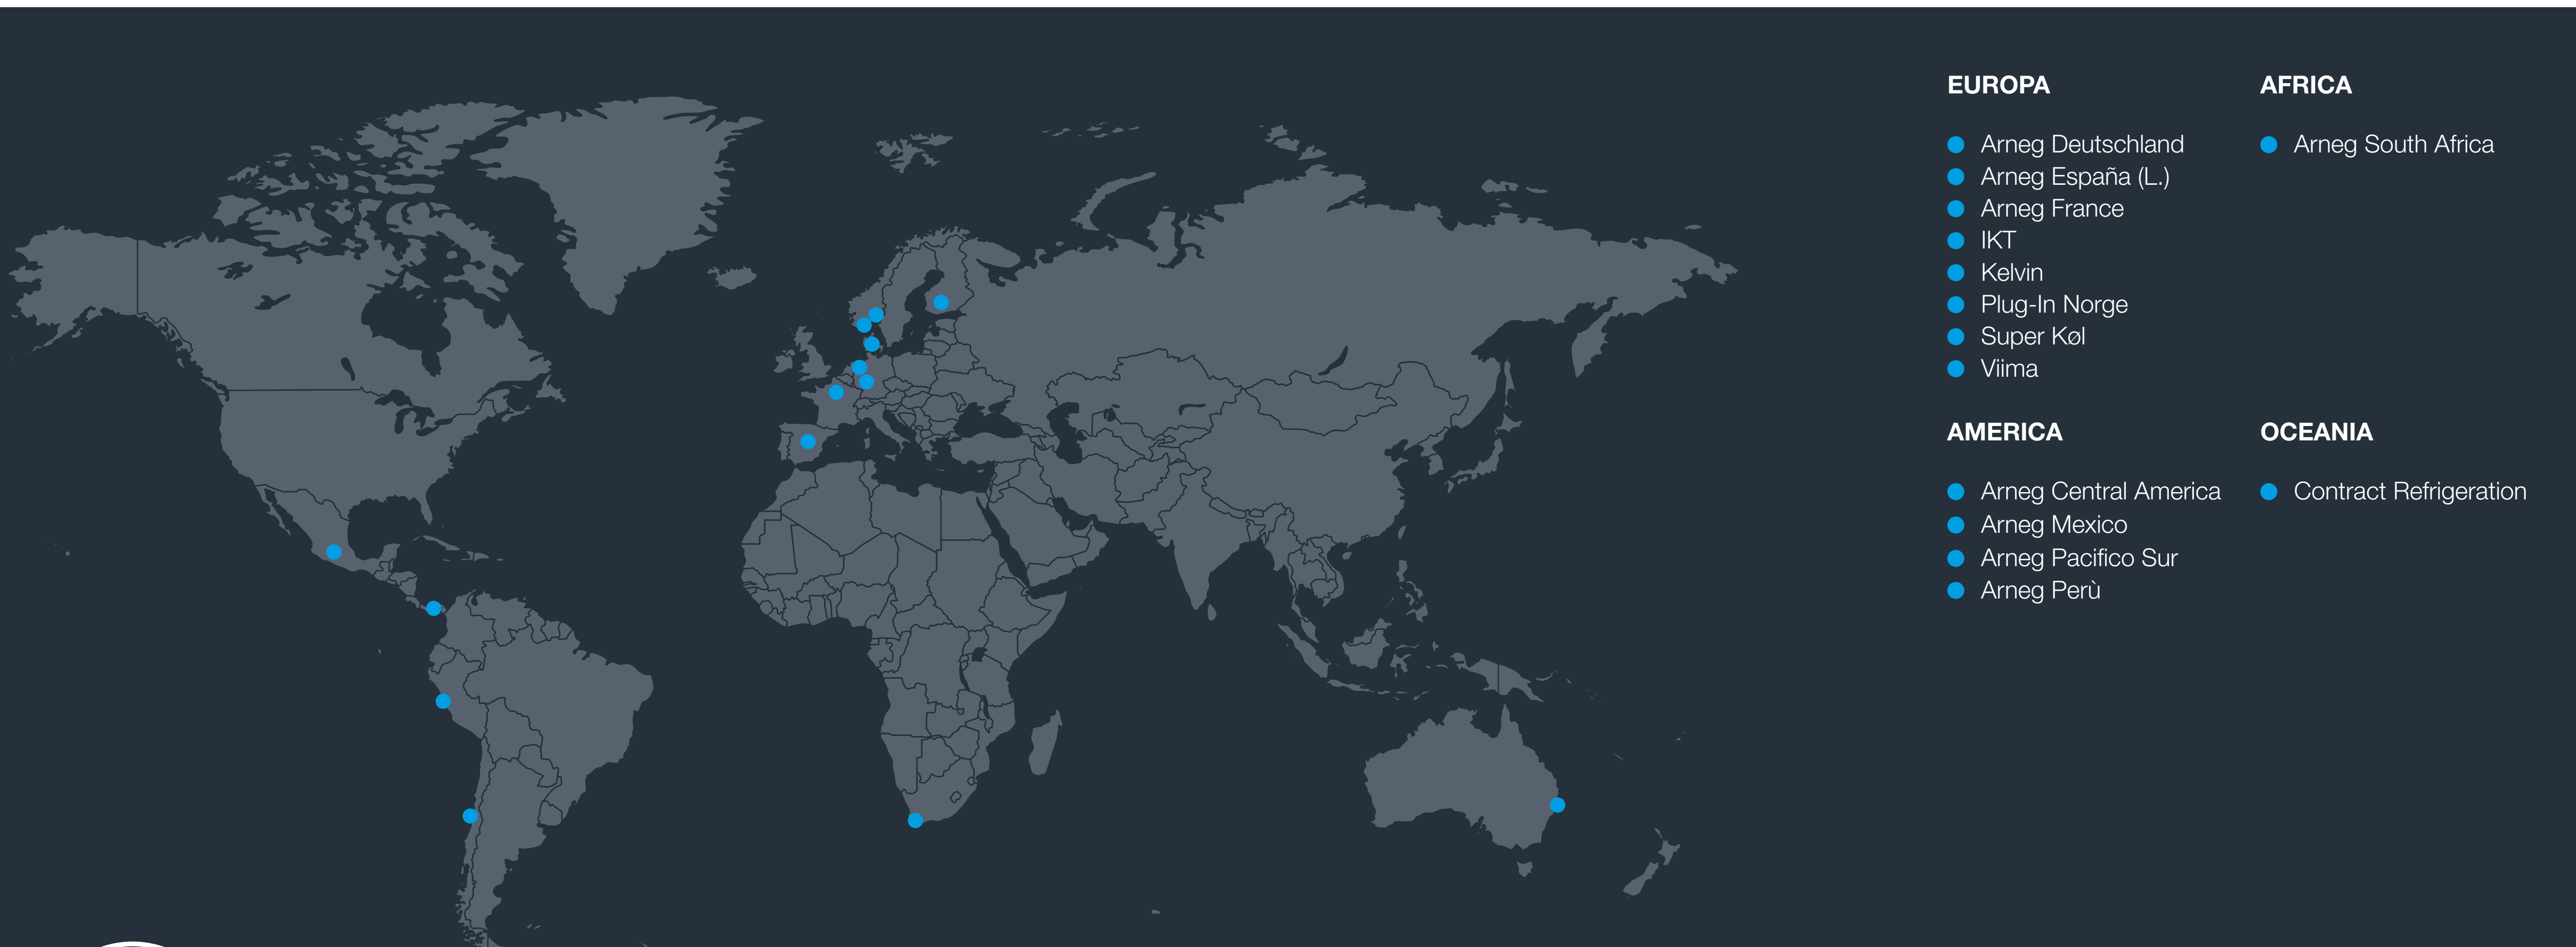 EUROPA
Arneg Deutschland
Arneg España (L.)
Arneg France
IKT
Kelvin
Plug-In Norge
Super Køl
Viima
AFRICA
Arneg South Africa
AMERICA
Arneg Central America
Arneg Mexico
Arneg Pacifico Sur
Arneg Perù
OCEANIA
Contract Refrigeration